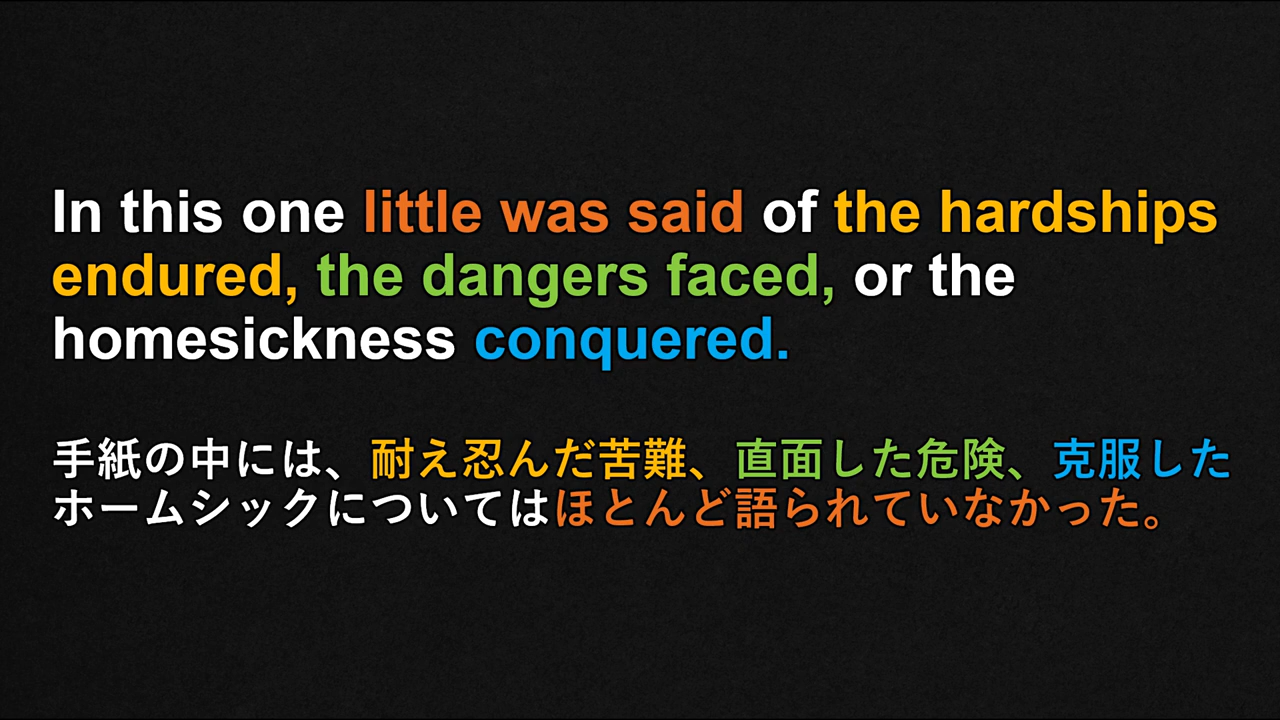 In this one little was said of the hardships
endured, the dangers faced, or the
homesickness conquered.
手紙の中には、耐え忍んだ苦難、直面した危険、克服した
ホームシックについてはほとんど語られていなかった。